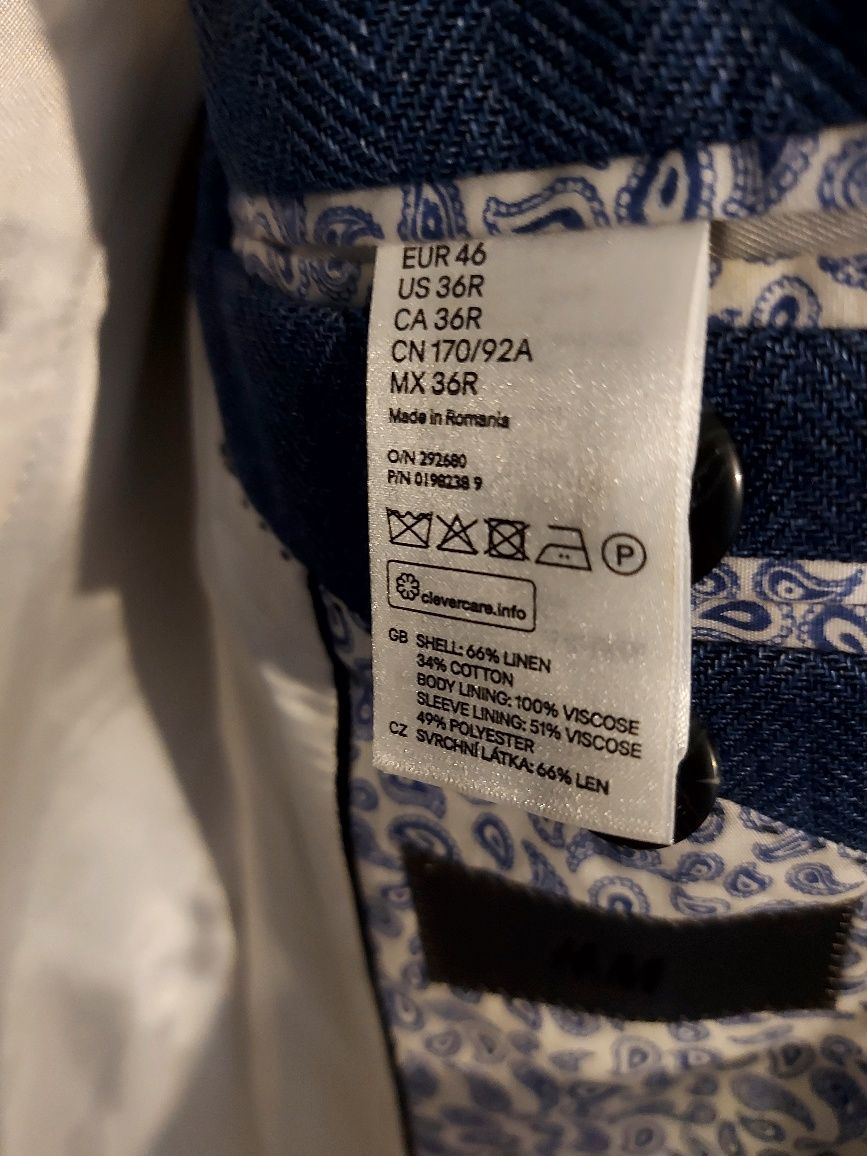 EUR 46
US 36R
CA 36R
CN 170/92A
MX 36R
Made in Romania
O/N 292680
P/N 0198238 9
P
clevercare.info
GB SHELL: 66% LINEN
34% COTTON
BODY LINING: 100% VISCOSE
SLEEVE LINING: 51% VISCOSE
49% POLYESTER
CZ SVRCHNÍ LÁTKA: 66% LEN